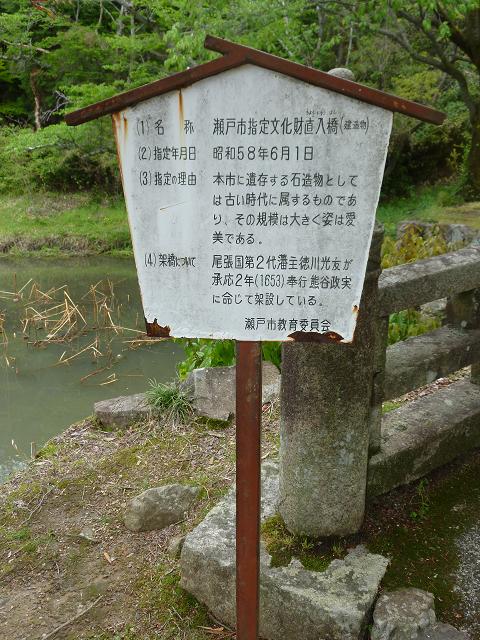 (1) 名 称 瀬戸市指定文化財直入橋(建造物)
(2) 指定年月日 昭和58年6月1日
(3) 指定の理由 本市に遺存する石造物として
は古い時代に属するものであ
り、その規模は大きく姿は愛
美である。
(4) 架橋について 尾張国第2代藩主徳川光友が
承応2年(1653)奉行熊谷政実
に命じて架設している。
瀬戸市教育委員会